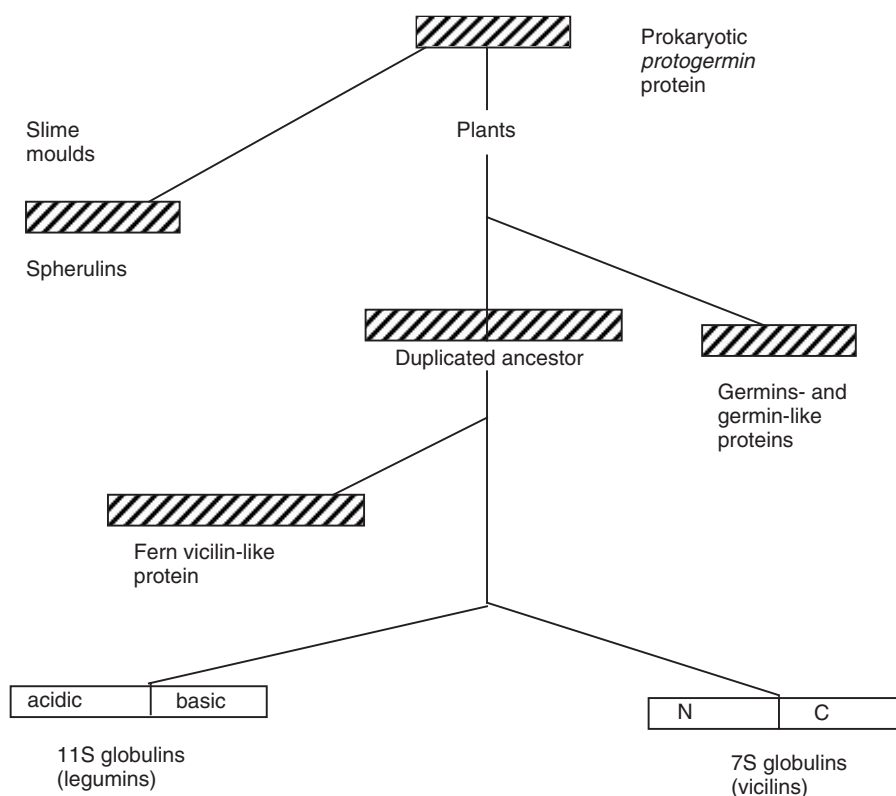 Prokaryotic
protogermin
protein
Slime
moulds
Plants
Spherulins
Duplicated ancestor
Germins- and
germin-like
proteins
Fern vicilin-like
protein
acidic
basic
N
C
11S globulins
(legumins)
7S globulins
(vicilins)